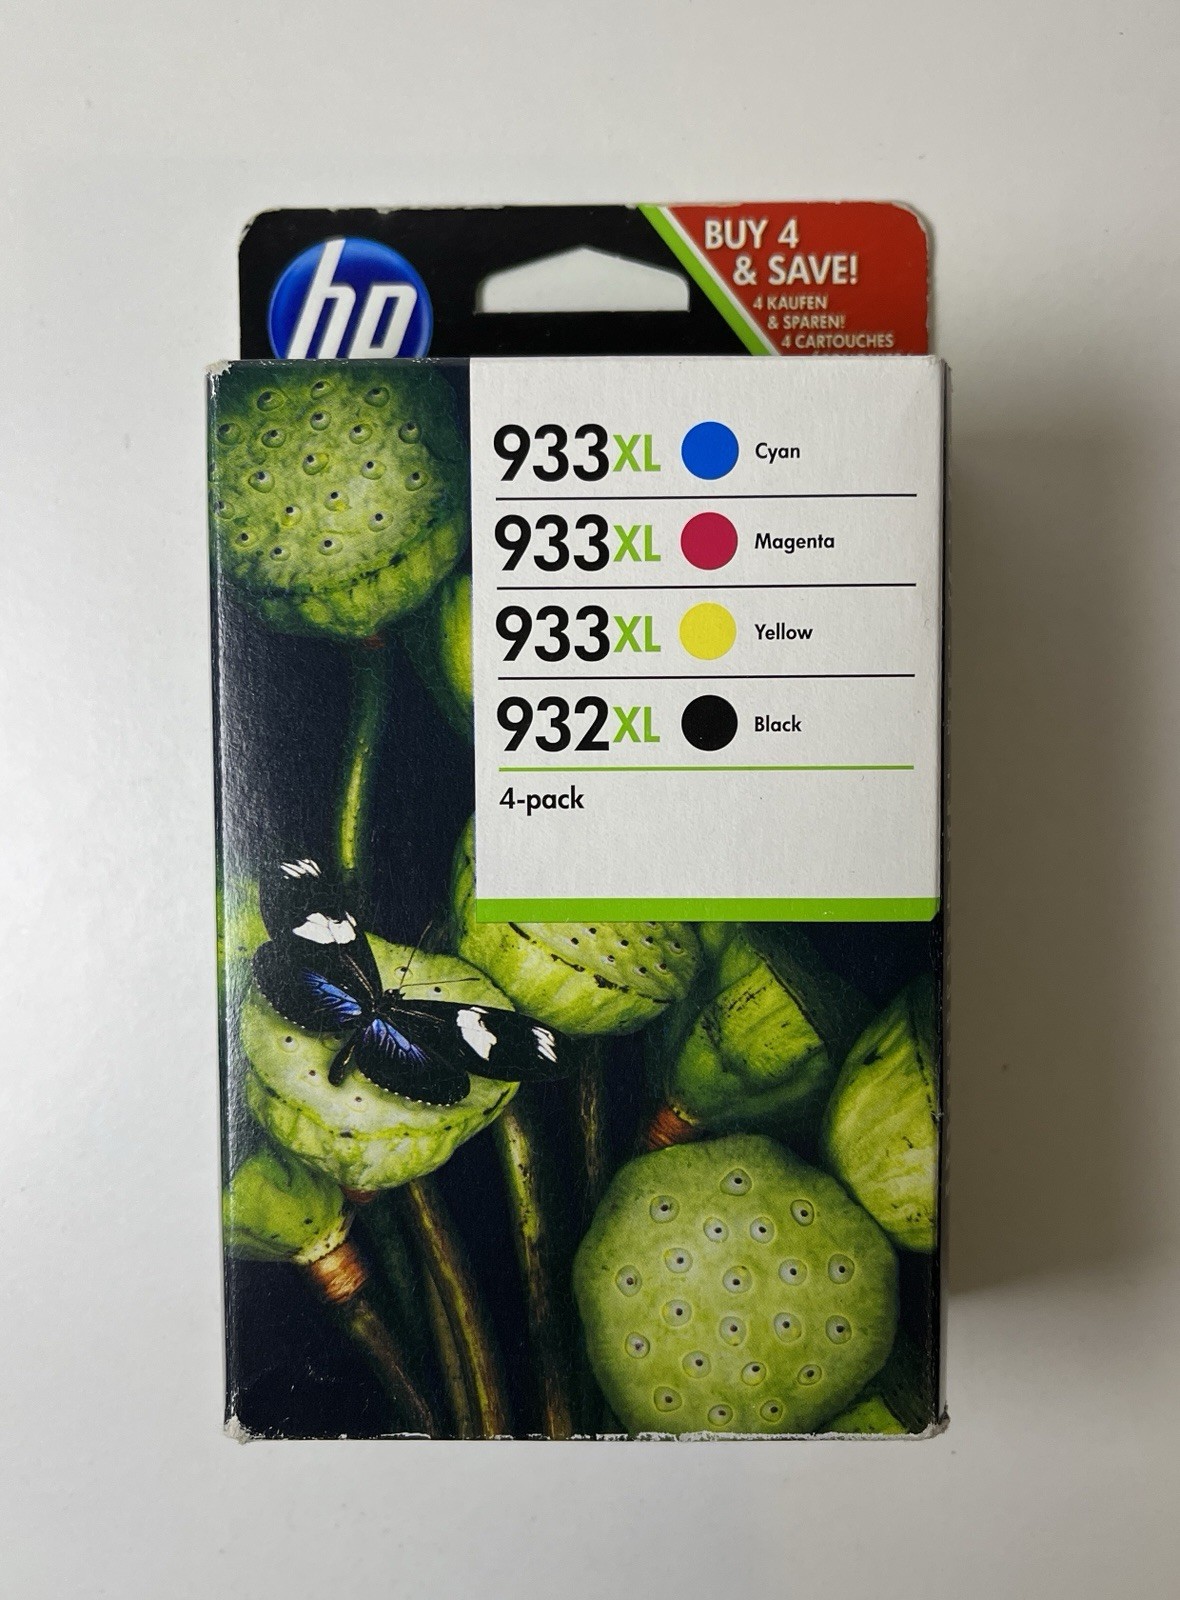 hp
BUY 4
& SAVE!
4 KAUFEN
& SPAREN!
4 CARTOUCHES
933XL Cyan
933XL Magenta
933XL Yellow
932XL Black
4-pack